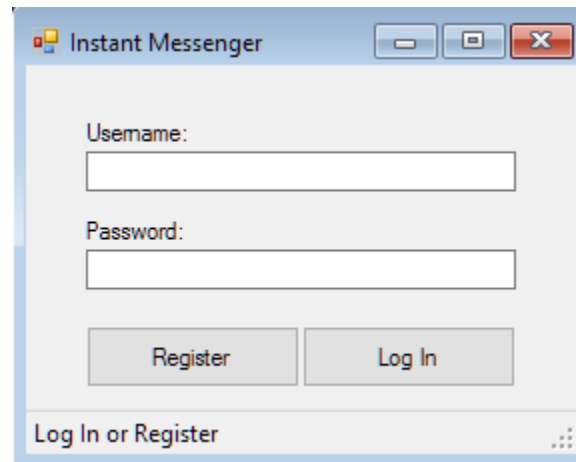 Instant Messenger
Username:
Password:
Register Log In
Log In or Register